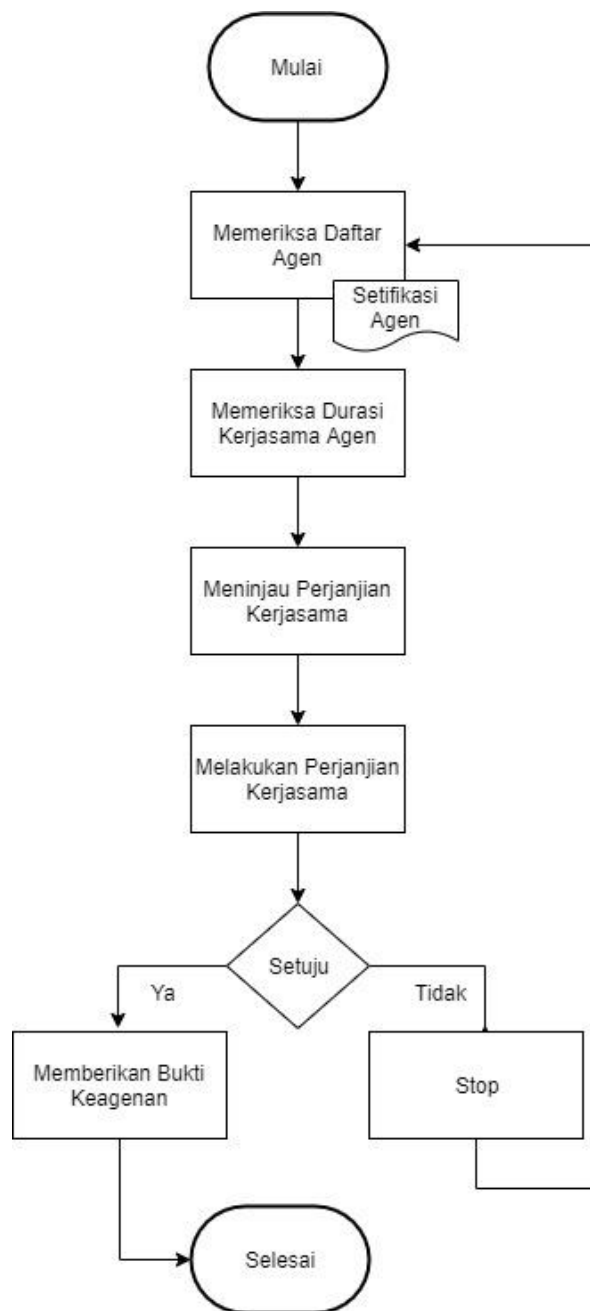 Mulai
Memeriksa Daftar
Agen
Setifikasi
Agen
Memeriksa Durasi
Kerjasama Agen
Meninjau Perjanjian
Kerjasama
Melakukan Perjanjian
Kerjasama
Setuju
Ya
Tidak
Memberikan Bukti
Keagenan
Stop
Selesai